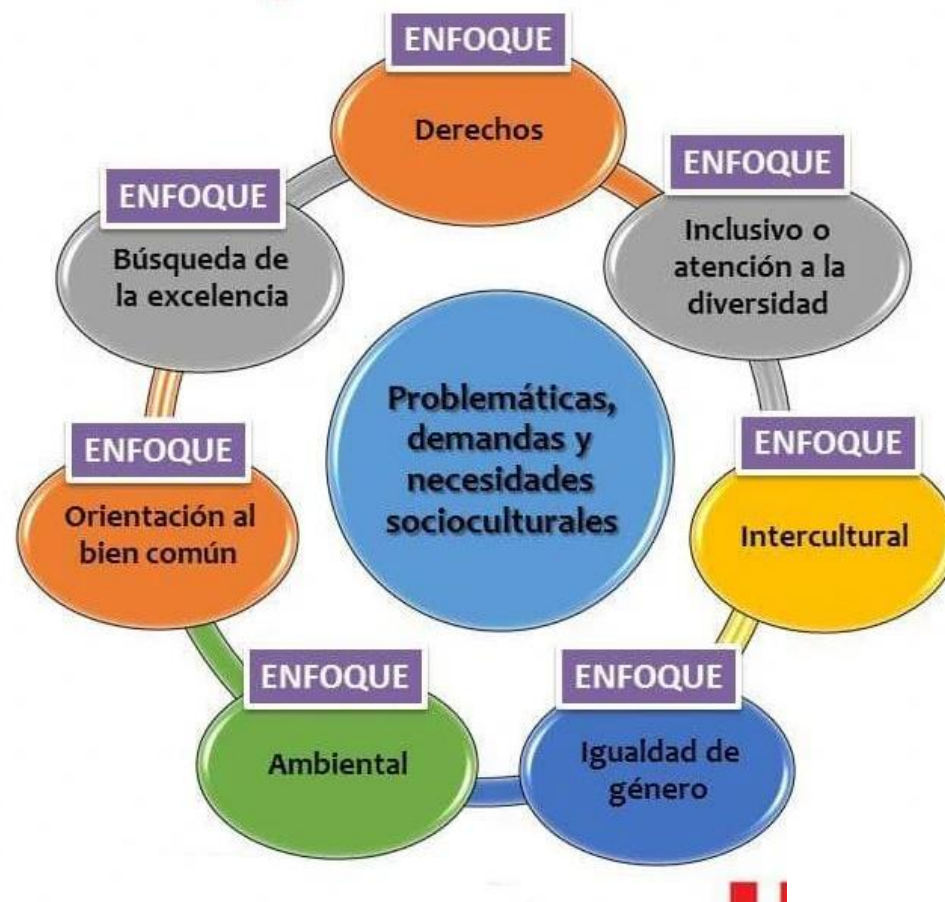 ENFOQUE
Derechos
ENFOQUE
Inclusivo o
atención a la
diversidad
ENFOQUE
Intercultural
ENFOQUE
Igualdad de
género
ENFOQUE
Ambiental
ENFOQUE
Orientación al
bien común
ENFOQUE
Búsqueda de
la excelencia
Problemáticas,
demandas y
necesidades
socioculturales